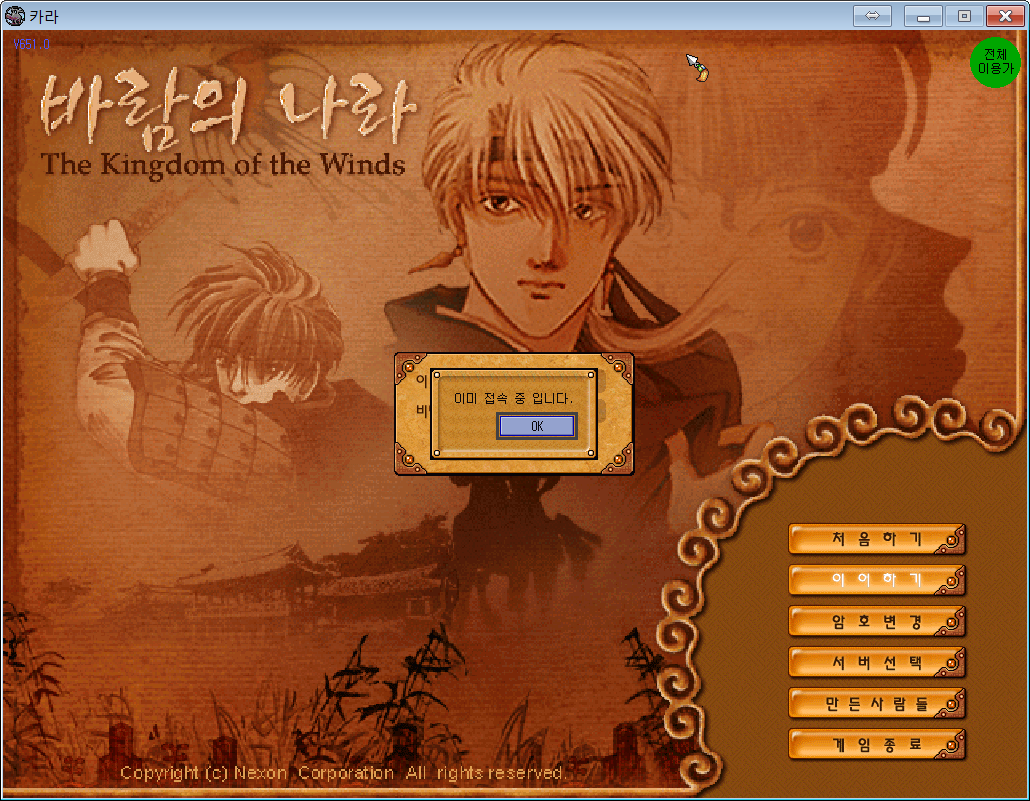 카라
V651.0
전체
이용가
바람의 나라
The Kingdom of the Winds
이미 접속 중 입니다.
OK
처음하기
이어하기
암호변경
서버선택
만든사람들
게임종료
Copyright (c) Nexon Corporation All rights reserved.